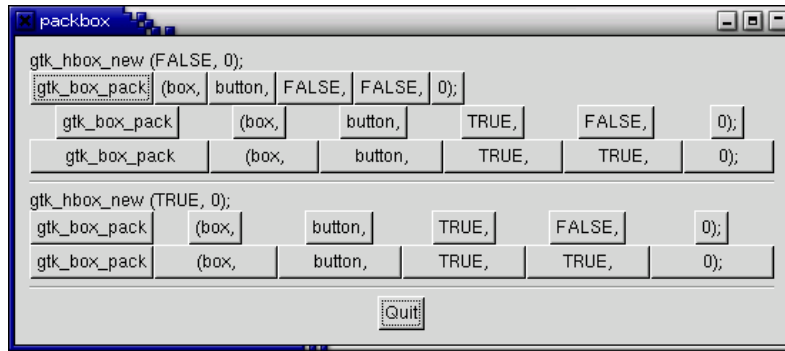 packbox
gtk_hbox_new (FALSE, 0);
gtk_box_pack (box, button, FALSE, FALSE, 0);
gtk_box_pack (box, button, TRUE, FALSE, 0);
gtk_box_pack (box, button, TRUE, TRUE, 0);
gtk_hbox_new (TRUE, 0);
gtk_box_pack (box, button, TRUE, FALSE, 0);
gtk_box_pack (box, button, TRUE, TRUE, 0);
Quit